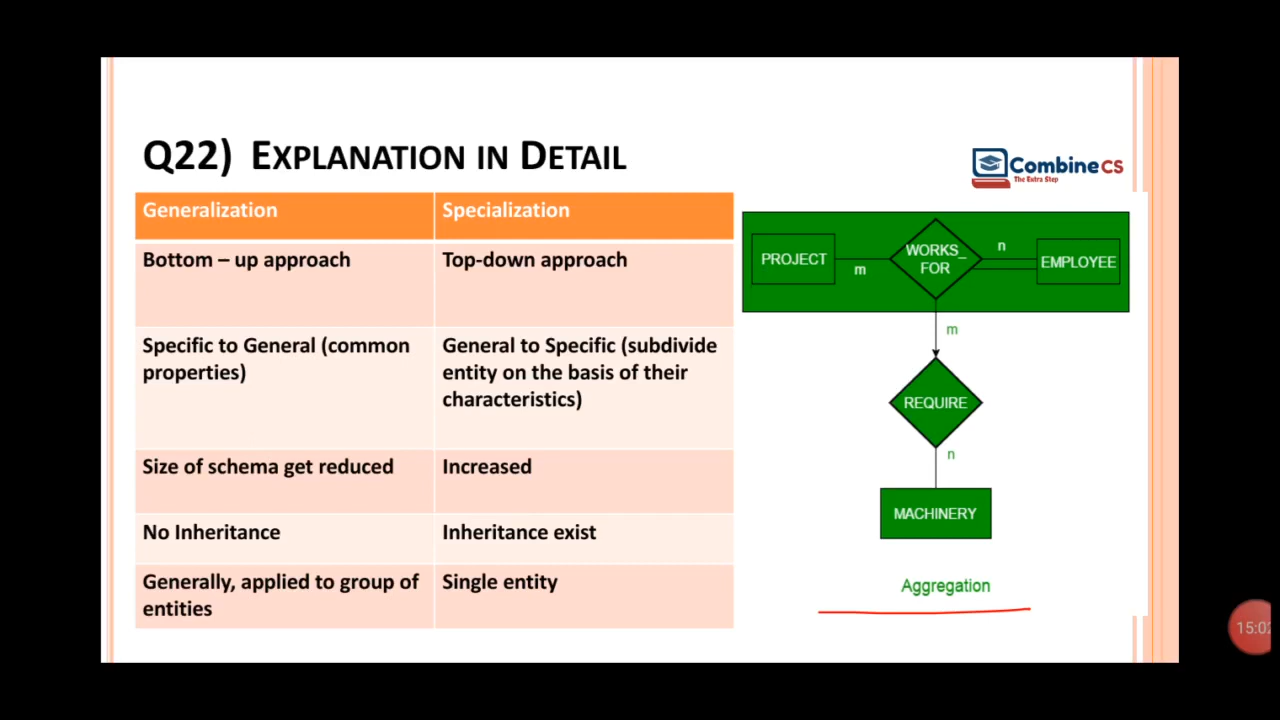 Q22) EXPLANATION IN DETAIL
CombineCS
The Extra Step
Generalization
Specialization
Bottom – up approach
Top-down approach
Specific to General (common
properties)
General to Specific (subdivide
entity on the basis of their
characteristics)
Size of schema get reduced
Increased
No Inheritance
Inheritance exist
Generally, applied to group of
entities
Single entity
PROJECT
m
WORKS_
FOR
n
EMPLOYEE
m
REQUIRE
n
MACHINERY
Aggregation